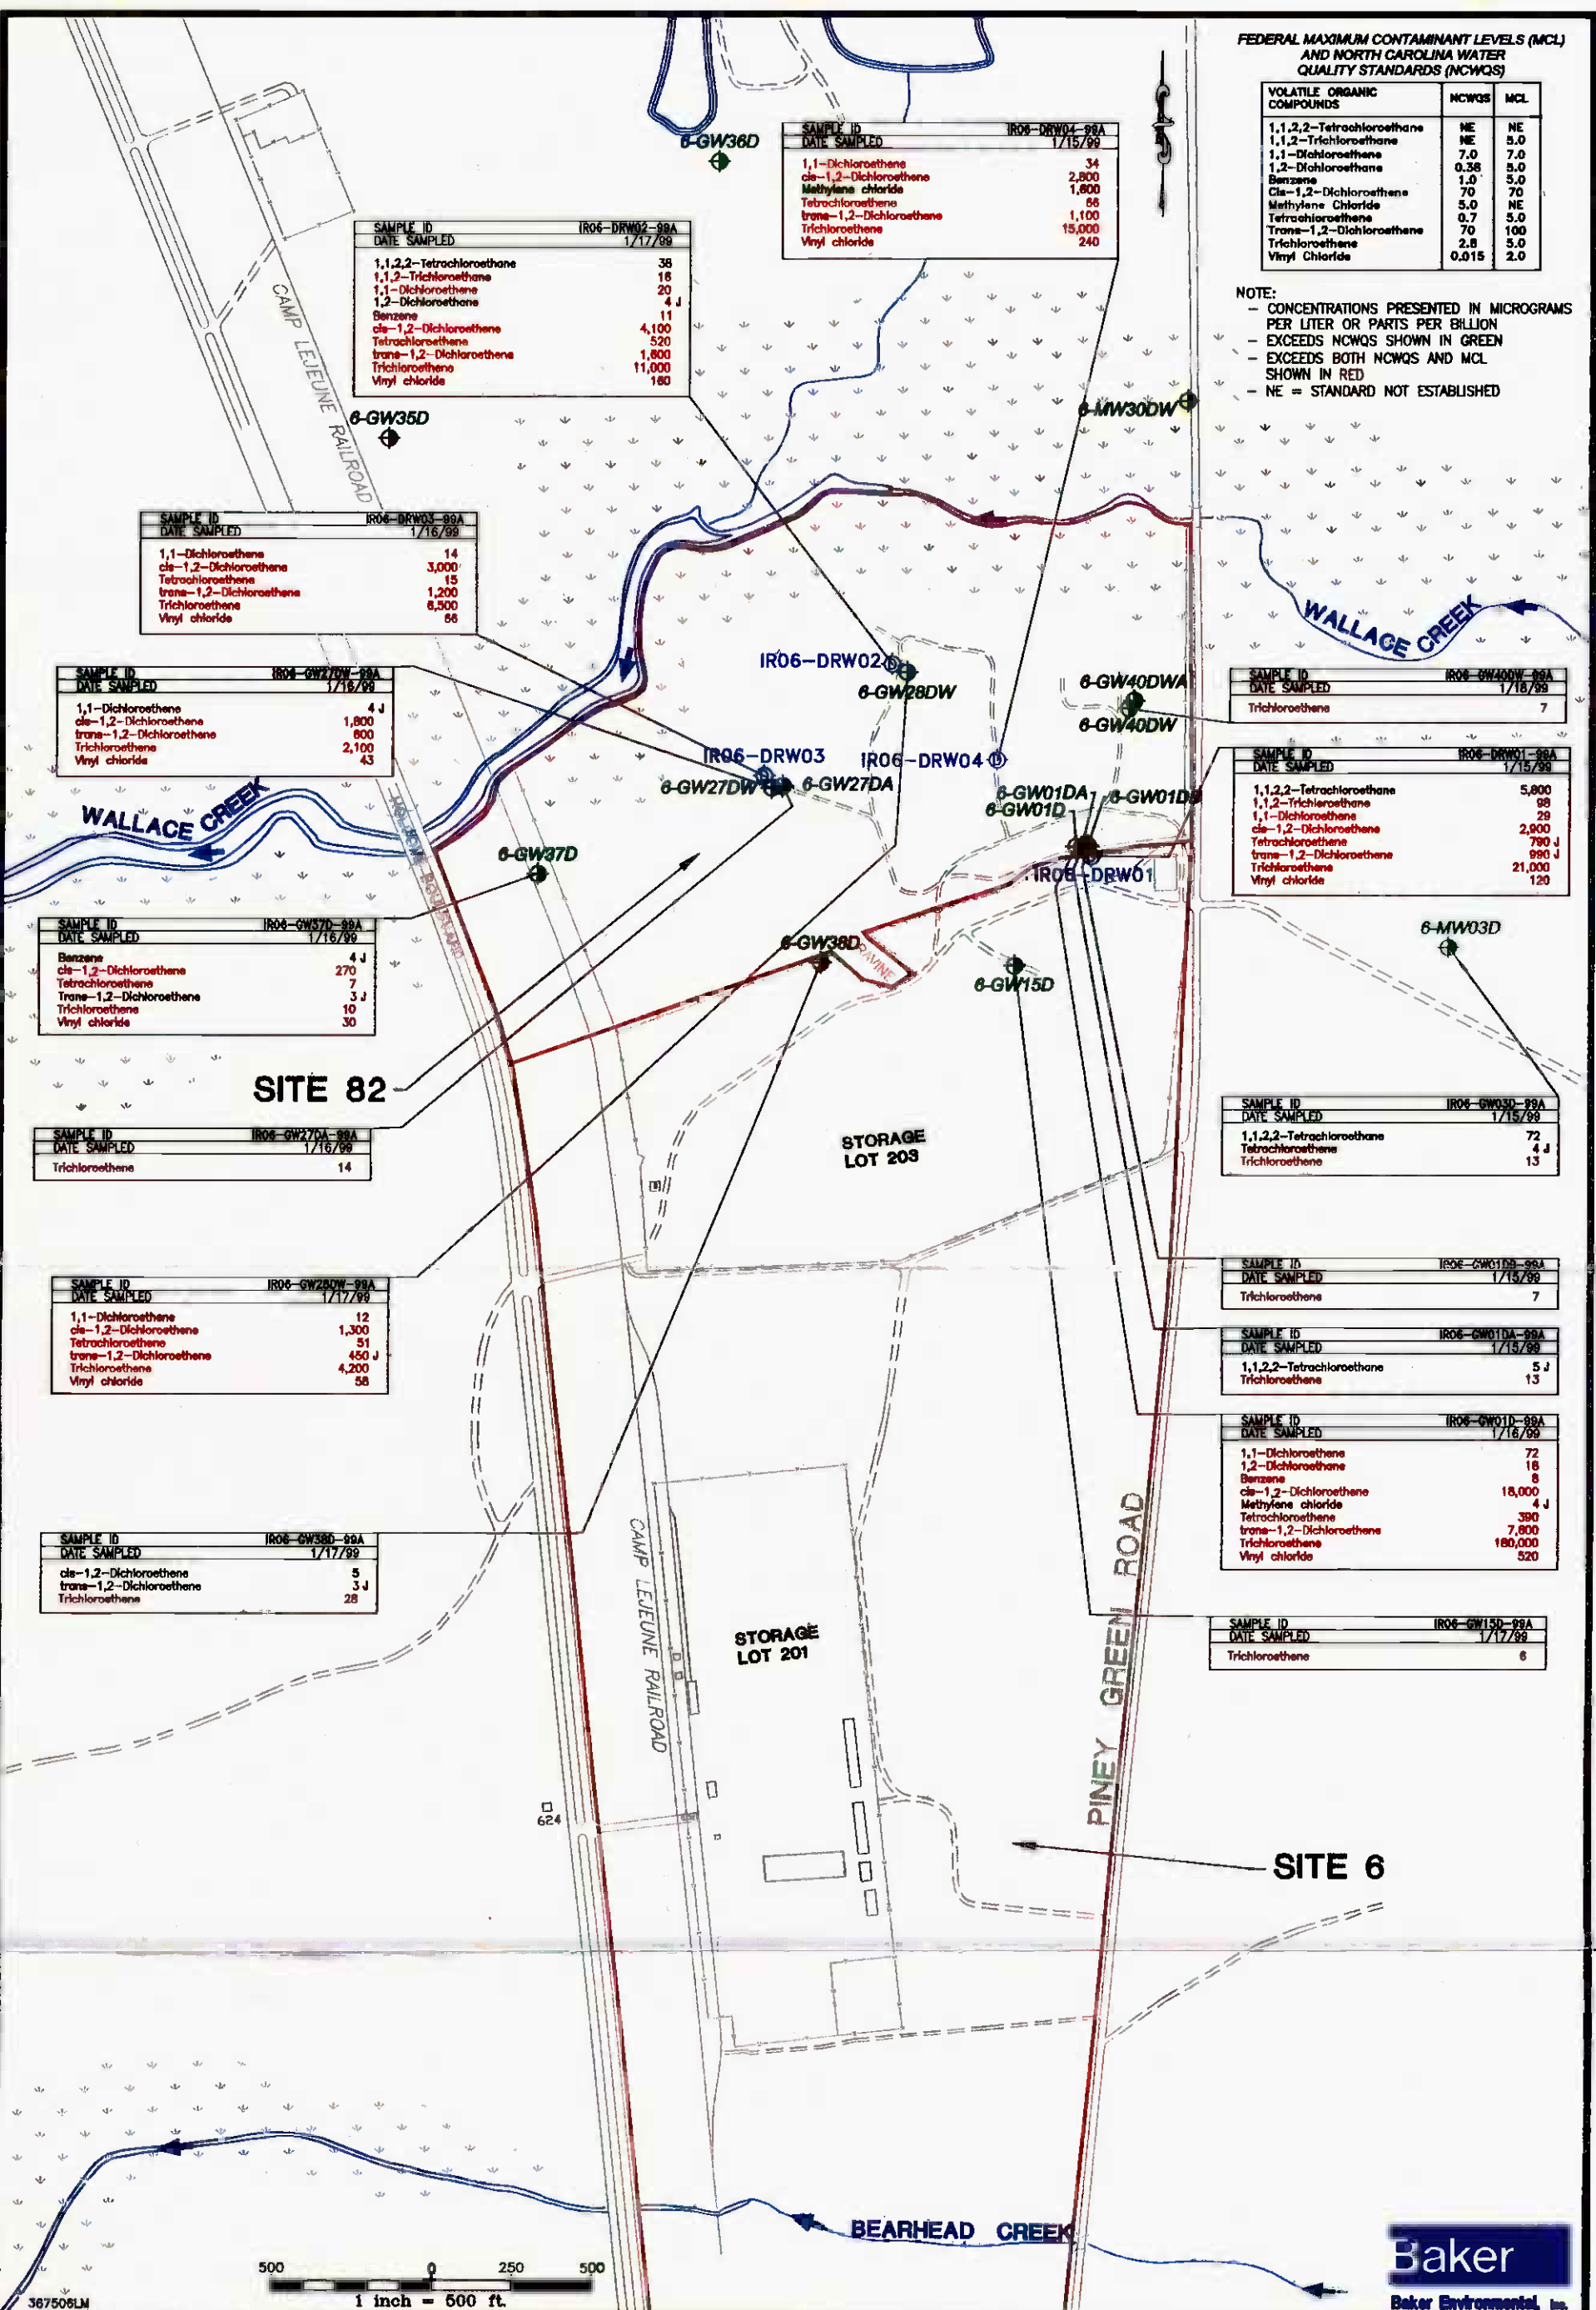 FEDERAL MAXIMUM CONTAMINANT LEVELS (MCL)
AND NORTH CAROLINA WATER
QUALITY STANDARDS (NCWQS)
VOLATILE ORGANIC COMPOUNDS NCWQS MCL
1,1,2,2-Tetrachloroethane NE NE
1,1,2-Trichloroethane NE 5.0
1,1-Dichloroethene 7.0 7.0
1,2-Dichloroethane 0.38 5.0
Benzene 1.0 5.0
Cis-1,2-Dichloroethene 70 70
Methylene Chloride 5.0 NE
Tetrachloroethene 0.7 5.0
Trans-1,2-Dichloroethene 70 100
Trichloroethene 2.8 5.0
Vinyl Chloride 0.015 2.0
NOTE:
- CONCENTRATIONS PRESENTED IN MICROGRAMS
PER LITER OR PARTS PER BILLION
- EXCEEDS NCWQS SHOWN IN GREEN
- EXCEEDS BOTH NCWQS AND MCL
SHOWN IN RED
- NE = STANDARD NOT ESTABLISHED
6-GW36D
SAMPLE ID IR06-DRW04-99A
DATE SAMPLED 1/15/99
1,1-Dichloroethene 34
cis-1,2-Dichloroethene 2,800
Methylene chloride 1,600
Tetrachloroethene 66
trans-1,2-Dichloroethene 1,100
Trichloroethene 15,000
Vinyl chloride 240
SAMPLE ID IR06-DRW02-99A
DATE SAMPLED 1/17/99
1,1,2,2-Tetrachloroethane 38
1,1,2-Trichloroethane 16
1,1-Dichloroethene 20
1,2-Dichloroethane 4 J
Benzene 11
cis-1,2-Dichloroethene 4,100
Tetrachloroethene 520
trans-1,2-Dichloroethene 1,600
Trichloroethene 11,000
Vinyl chloride 160
CAMP LEJEUNE RAILROAD
6-GW35D
6-MW30DW
SAMPLE ID IR06-DRW03-99A
DATE SAMPLED 1/16/99
1,1-Dichloroethene 14
cis-1,2-Dichloroethene 3,000
Tetrachloroethene 15
trans-1,2-Dichloroethene 1,200
Trichloroethene 6,500
Vinyl chloride 66
WALLACE CREEK
SAMPLE ID IR06-GW27DW-99A
DATE SAMPLED 1/16/99
1,1-Dichloroethene 4 J
cis-1,2-Dichloroethene 1,800
trans-1,2-Dichloroethene 600
Trichloroethene 2,100
Vinyl chloride 43
IR06-DRW02
6-GW28DW
6-GW40DWA
6-GW40DW
SAMPLE ID IR06-GW40DW-99A
DATE SAMPLED 1/18/99
Trichloroethene 7
IR06-DRW03
IR06-DRW04
6-GW27DW
6-GW27DA
6-GW01DA
6-GW01DB
6-GW01D
IR06-DRW01
SAMPLE ID IR06-DRW01-99A
DATE SAMPLED 1/15/99
1,1,2,2-Tetrachloroethane 5,800
1,1,2-Trichloroethane 98
1,1-Dichloroethene 29
cis-1,2-Dichloroethene 2,900
Tetrachloroethene 790 J
trans-1,2-Dichloroethene 990 J
Trichloroethene 21,000
Vinyl chloride 120
WALLACE CREEK
HOLCOMB BOULEVARD
6-GW37D
SAMPLE ID IR06-GW37D-99A
DATE SAMPLED 1/16/99
Benzene 4 J
cis-1,2-Dichloroethene 270
Tetrachloroethene 7
Trans-1,2-Dichloroethene 3 J
Trichloroethene 10
Vinyl chloride 30
6-GW38D
RAVINE
6-GW15D
6-MW03D
SITE 82
SAMPLE ID IR06-GW27DA-99A
DATE SAMPLED 1/16/99
Trichloroethene 14
STORAGE
LOT 203
SAMPLE ID IR06-GW03D-99A
DATE SAMPLED 1/15/99
1,1,2,2-Tetrachloroethane 72
Tetrachloroethene 4 J
Trichloroethene 13
SAMPLE ID IR06-GW28DW-99A
DATE SAMPLED 1/17/99
1,1-Dichloroethene 12
cis-1,2-Dichloroethene 1,300
Tetrachloroethene 51
trans-1,2-Dichloroethene 450 J
Trichloroethene 4,200
Vinyl chloride 58
SAMPLE ID IR06-GW01DB-99A
DATE SAMPLED 1/15/99
Trichloroethene 7
SAMPLE ID IR06-GW01DA-99A
DATE SAMPLED 1/15/99
1,1,2,2-Tetrachloroethane 5 J
Trichloroethene 13
SAMPLE ID IR06-GW01D-99A
DATE SAMPLED 1/16/99
1,1-Dichloroethene 72
1,2-Dichloroethane 16
Benzene 8
cis-1,2-Dichloroethene 18,000
Methylene chloride 4 J
Tetrachloroethene 390
trans-1,2-Dichloroethene 7,600
Trichloroethene 180,000
Vinyl chloride 520
SAMPLE ID IR06-GW38D-99A
DATE SAMPLED 1/17/99
cis-1,2-Dichloroethene 5
trans-1,2-Dichloroethene 3 J
Trichloroethene 28
CAMP LEJEUNE RAILROAD
STORAGE
LOT 201
PINEY GREEN ROAD
SAMPLE ID IR06-GW15D-99A
DATE SAMPLED 1/17/99
Trichloroethene 6
624
SITE 6
BEARHEAD CREEK
500 0 250 500
1 inch = 500 ft.
367506LM
Baker
Baker Environmental, Inc.